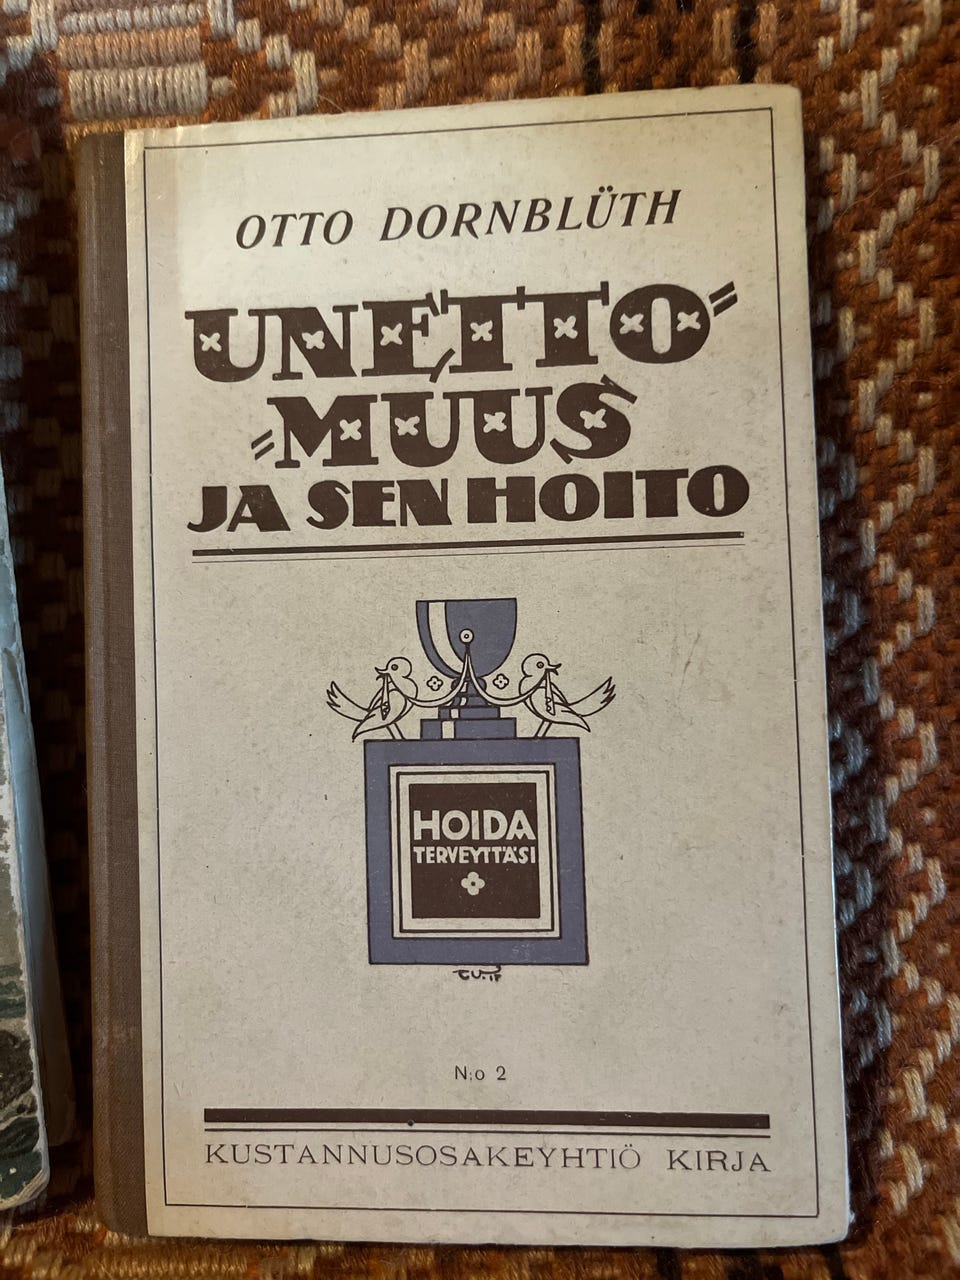 OTTO DORNBLÜTH
UNETTO=
=MUUS
JA SEN HOITO
HOIDA
TERVEYTTÄSI
N:o 2
KUSTANNUSOSAKEYHTIÖ KIRJA